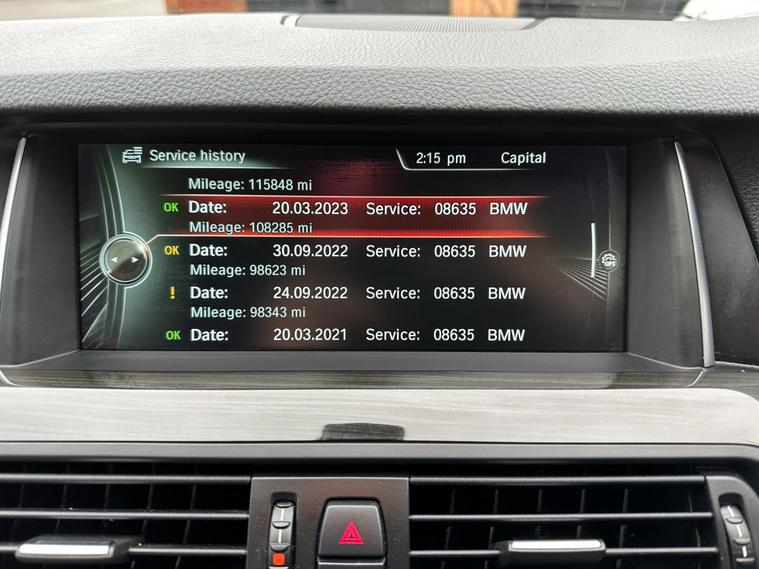 Service history 2:15 pm Capital
Mileage: 115848 mi
OK Date: 20.03.2023 Service: 08635 BMW
Mileage: 108285 mi
OK Date: 30.09.2022 Service: 08635 BMW
Mileage: 98623 mi
! Date: 24.09.2022 Service: 08635 BMW
Mileage: 98343 mi
OK Date: 20.03.2021 Service: 08635 BMW